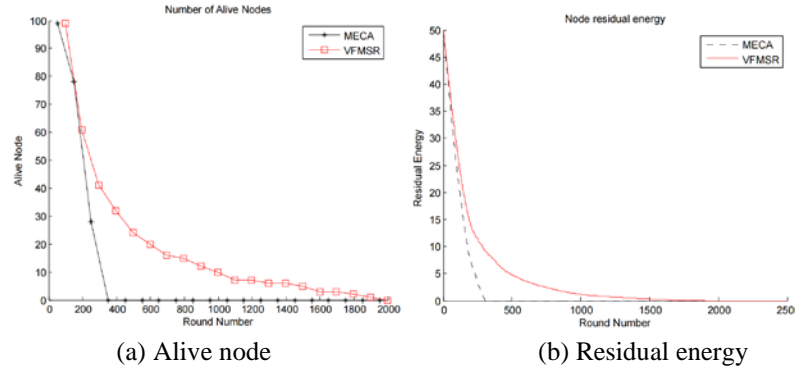 Number of Alive Nodes
MECA
VFMSR
Alive Node
100
90
80
70
60
50
40
30
20
10
0
0 200 400 600 800 1000 1200 1400 1600 1800 2000
Round Number
(a) Alive node
Node residual energy
MECA
VFMSR
Residual Energy
50
45
40
35
30
25
20
15
10
5
0
0 500 1000 1500 2000 2500
Round Number
(b) Residual energy